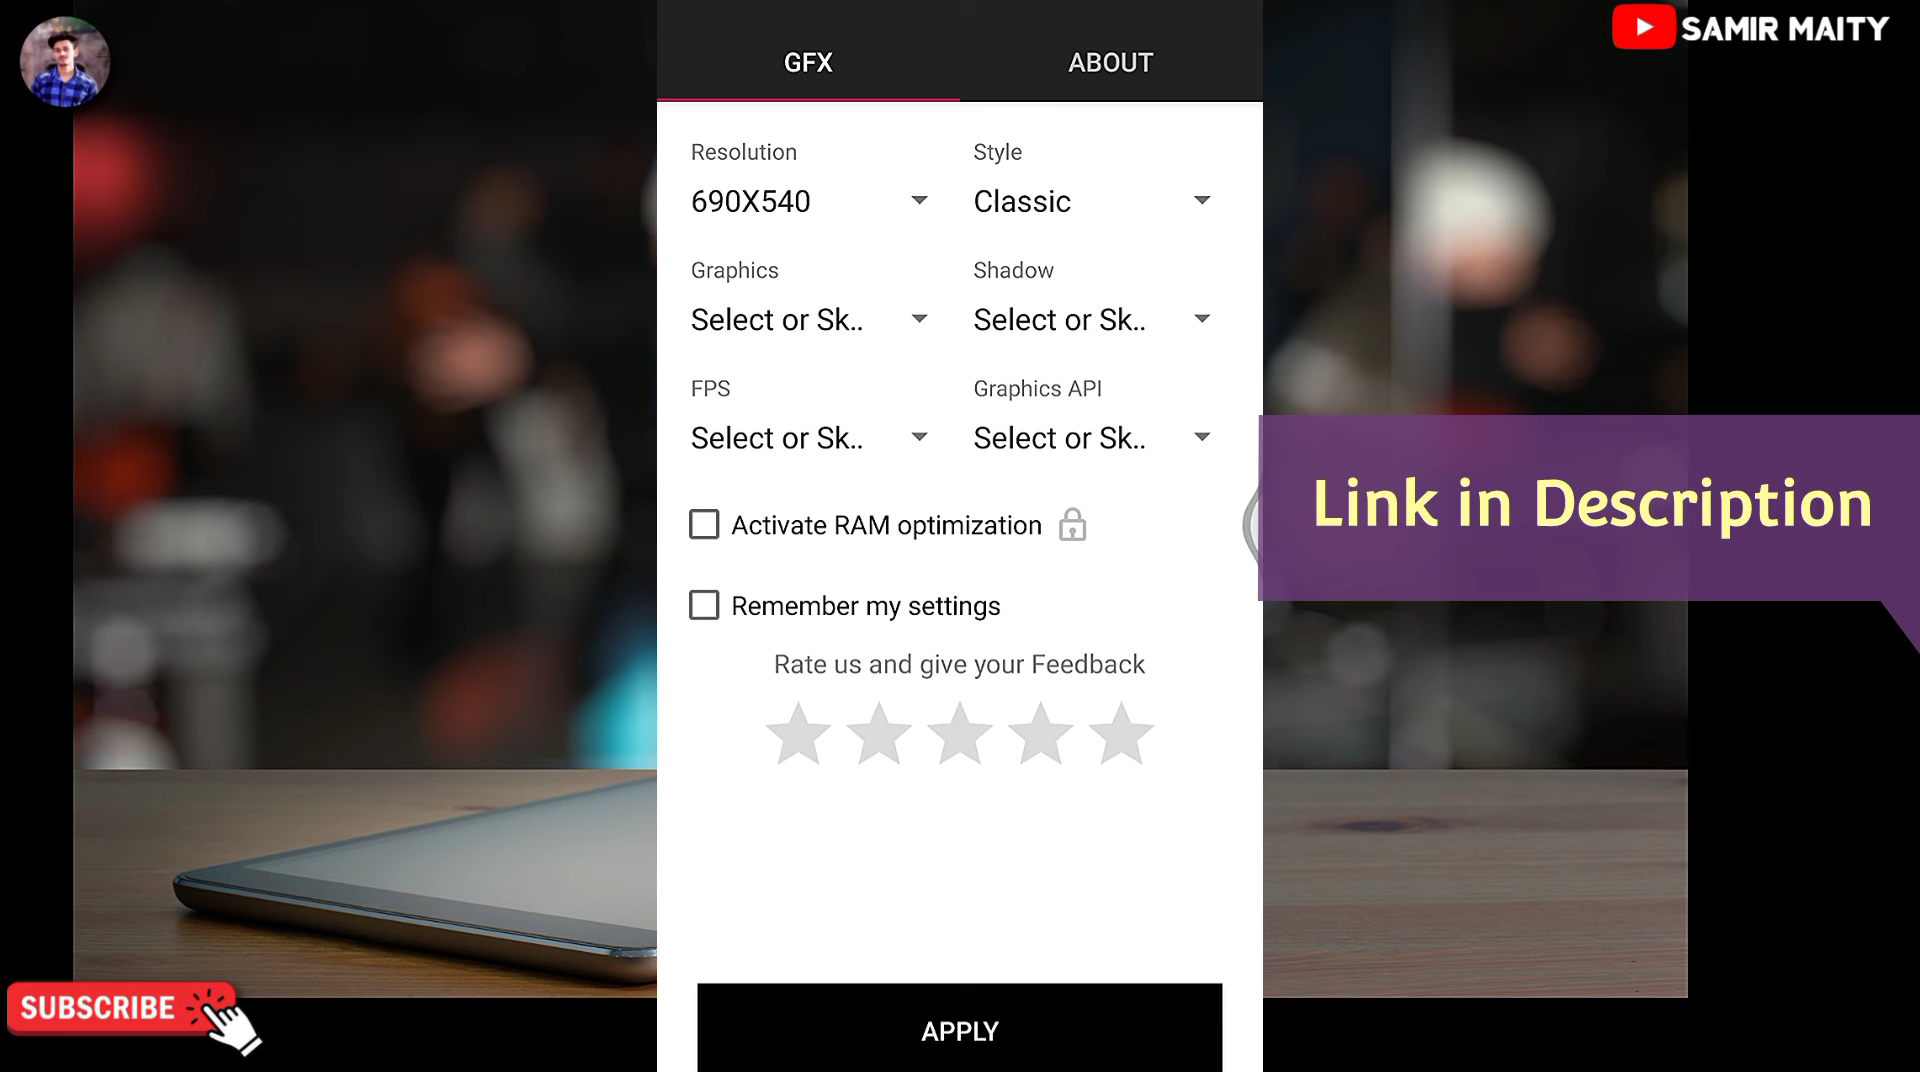 SAMIR MAITY
GFX ABOUT
Resolution Style
690X540 Classic
Graphics Shadow
Select or Sk.. Select or Sk..
FPS Graphics API
Select or Sk.. Select or Sk..
Activate RAM optimization
Remember my settings
Rate us and give your Feedback
APPLY
Link in Description
SUBSCRIBE